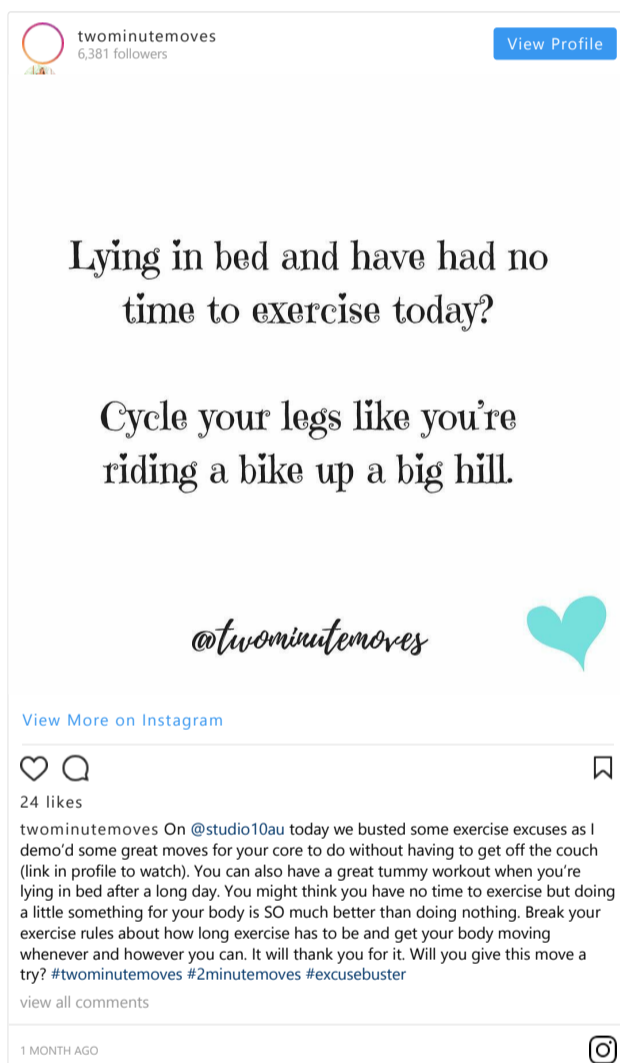 twominutemoves
6,381 followers
View Profile
Lying in bed and have had no
time to exercise today?
Cycle your legs like you're
riding a bike up a big hill.
@twominutemoves
View More on Instagram
24 likes
twominutemoves On @studio10au today we busted some exercise excuses as I
demo'd some great moves for your core to do without having to get off the couch
(link in profile to watch). You can also have a great tummy workout when you're
lying in bed after a long day. You might think you have no time to exercise but doing
a little something for your body is SO much better than doing nothing. Break your
exercise rules about how long exercise has to be and get your body moving
whenever and however you can. It will thank you for it. Will you give this move a
try? #twominutemoves #2minutemoves #excusebuster
view all comments
1 MONTH AGO